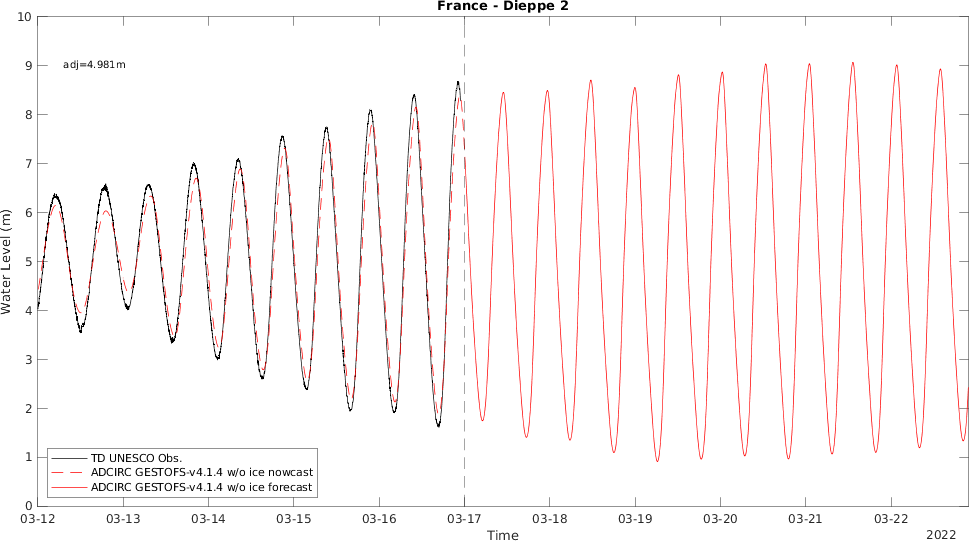 France - Dieppe 2
10
9
8
7
6
5
4
3
2
1
0
Water Level (m)
adj=4.981m
TD UNESCO Obs.
ADCIRC GESTOFS-v4.1.4 w/o ice nowcast
ADCIRC GESTOFS-v4.1.4 w/o ice forecast
03-12 03-13 03-14 03-15 03-16 03-17 03-18 03-19 03-20 03-21 03-22
Time
2022